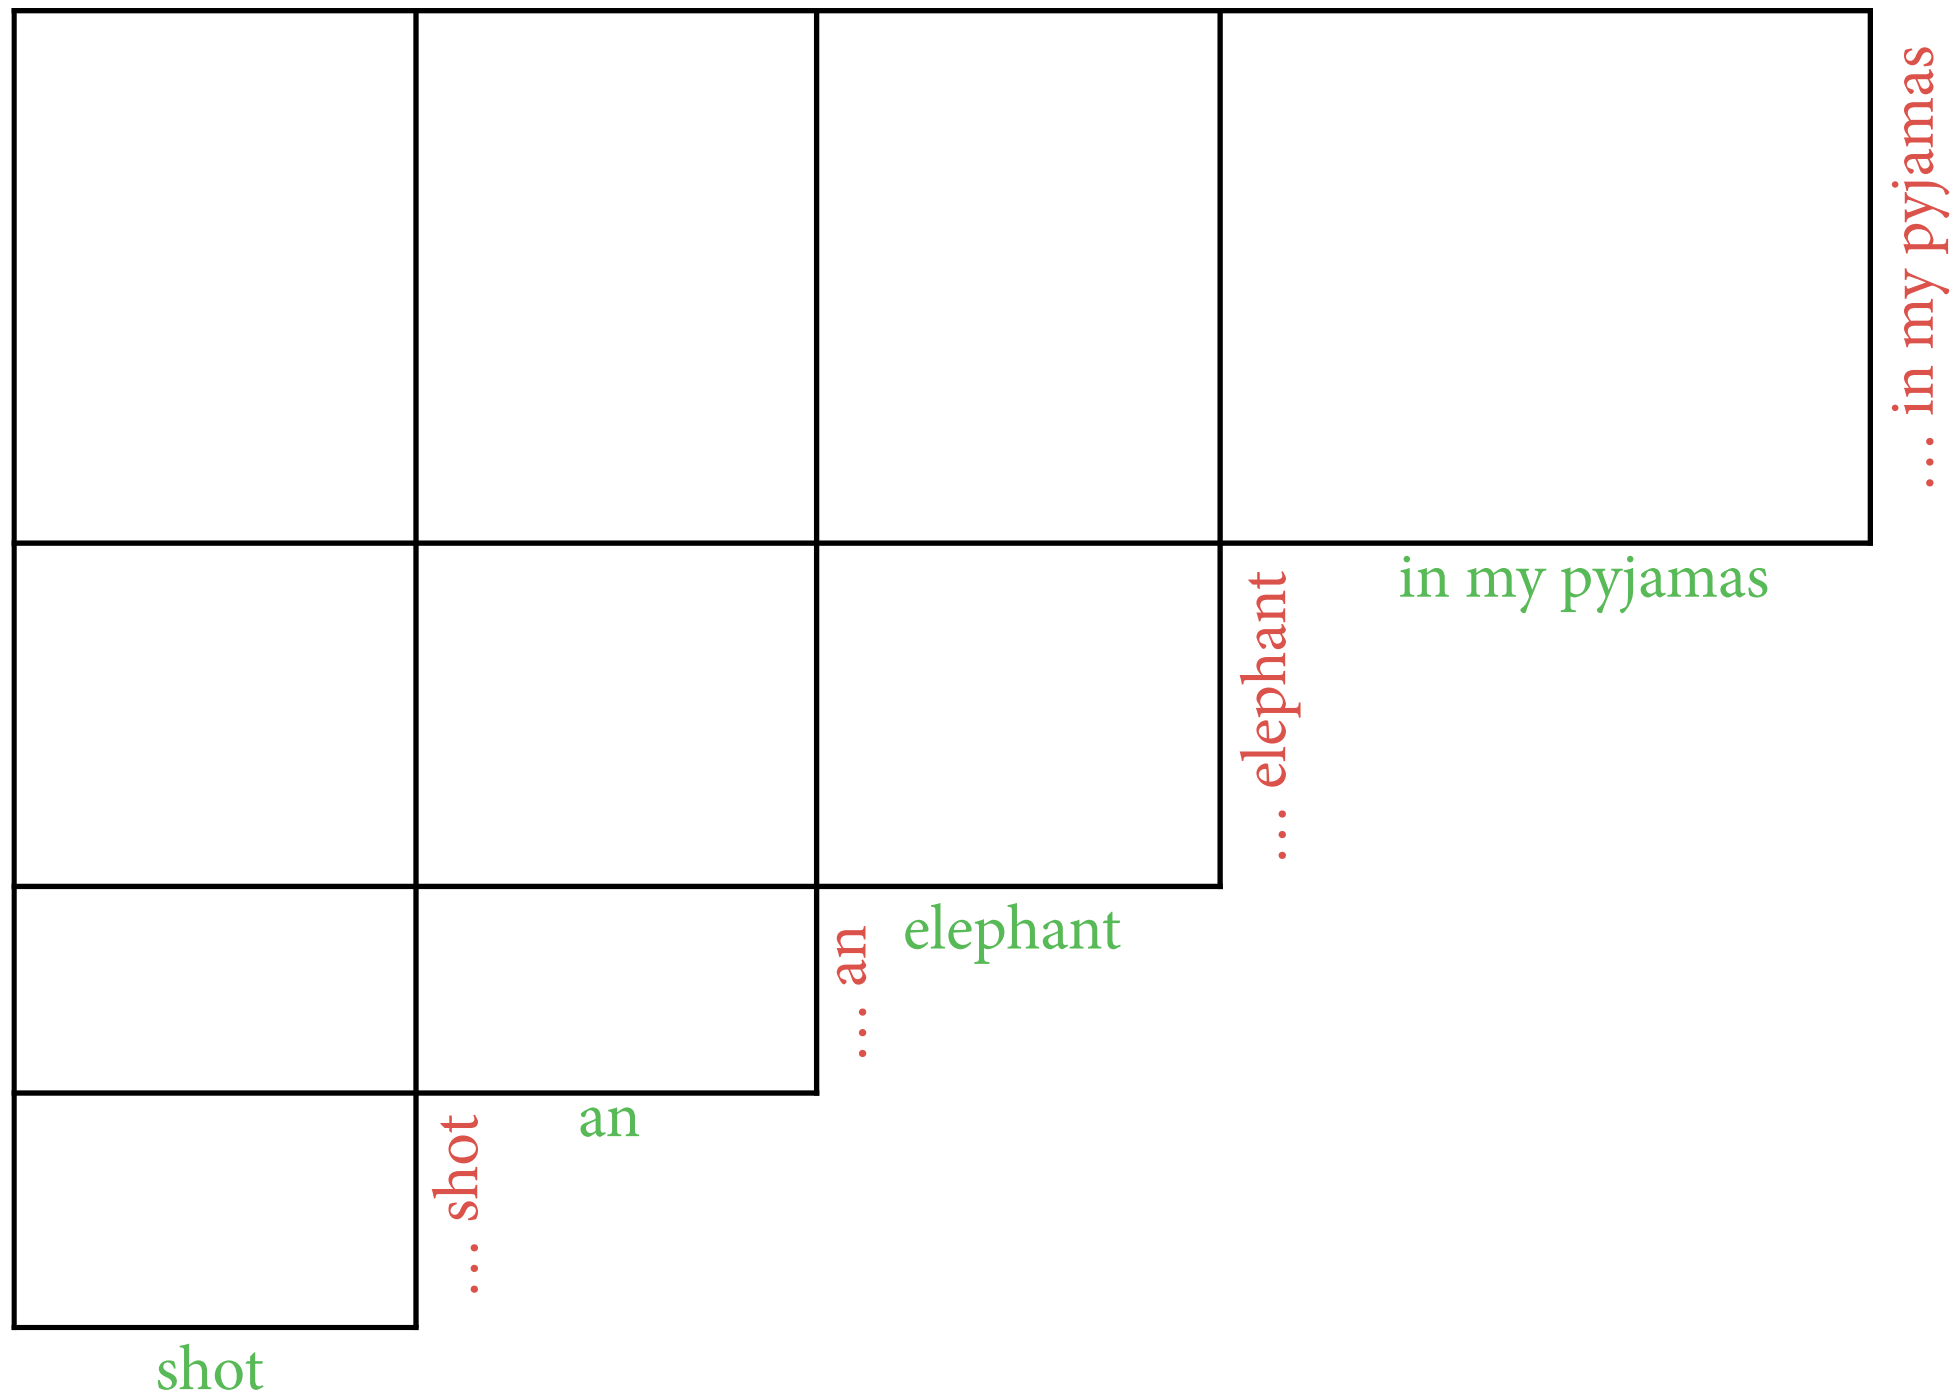 … in my pyjamas
in my pyjamas
… elephant
elephant
… an
an
… shot
shot